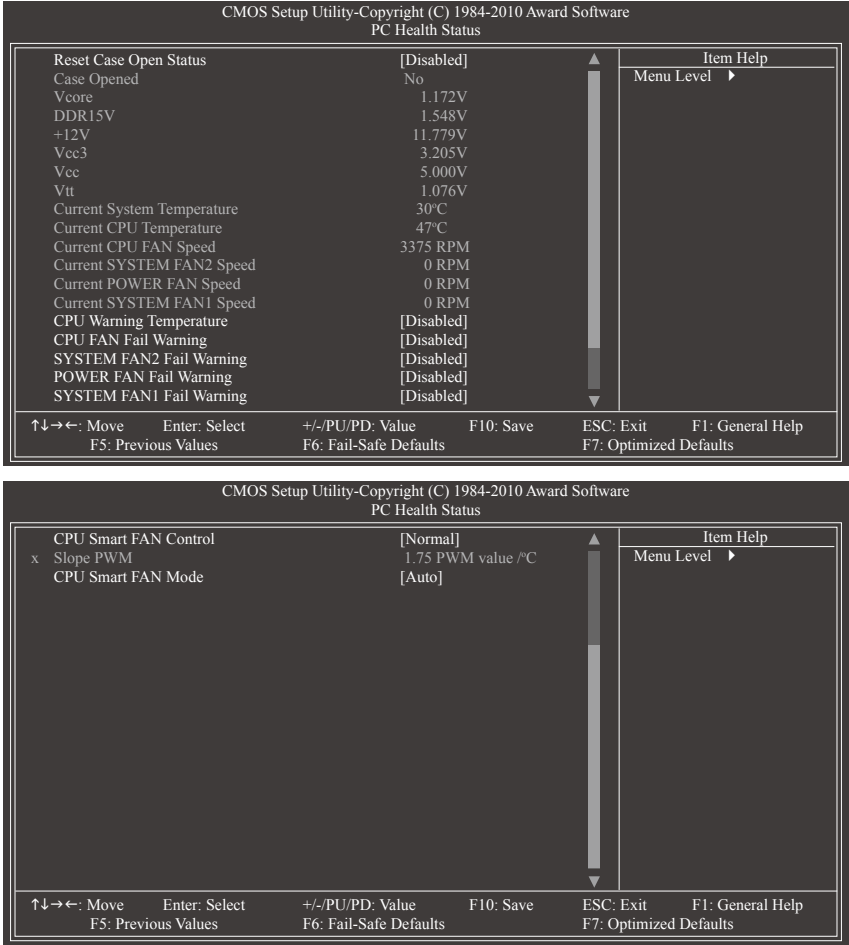 CMOS Setup Utility-Copyright (C) 1984-2010 Award Software
PC Health Status
Reset Case Open Status [Disabled]
Case Opened No
Vcore 1.172V
DDR15V 1.548V
+12V 11.779V
Vcc3 3.205V
Vcc 5.000V
Vtt 1.076V
Current System Temperature 30ºC
Current CPU Temperature 47ºC
Current CPU FAN Speed 3375 RPM
Current SYSTEM FAN2 Speed 0 RPM
Current POWER FAN Speed 0 RPM
Current SYSTEM FAN1 Speed 0 RPM
CPU Warning Temperature [Disabled]
CPU FAN Fail Warning [Disabled]
SYSTEM FAN2 Fail Warning [Disabled]
POWER FAN Fail Warning [Disabled]
SYSTEM FAN1 Fail Warning [Disabled]
Item Help
Menu Level
↑↓→←: Move Enter: Select +/-/PU/PD: Value F10: Save ESC: Exit F1: General Help
F5: Previous Values F6: Fail-Safe Defaults F7: Optimized Defaults
CMOS Setup Utility-Copyright (C) 1984-2010 Award Software
PC Health Status
CPU Smart FAN Control [Normal]
x Slope PWM 1.75 PWM value /ºC
CPU Smart FAN Mode [Auto]
Item Help
Menu Level
↑↓→←: Move Enter: Select +/-/PU/PD: Value F10: Save ESC: Exit F1: General Help
F5: Previous Values F6: Fail-Safe Defaults F7: Optimized Defaults